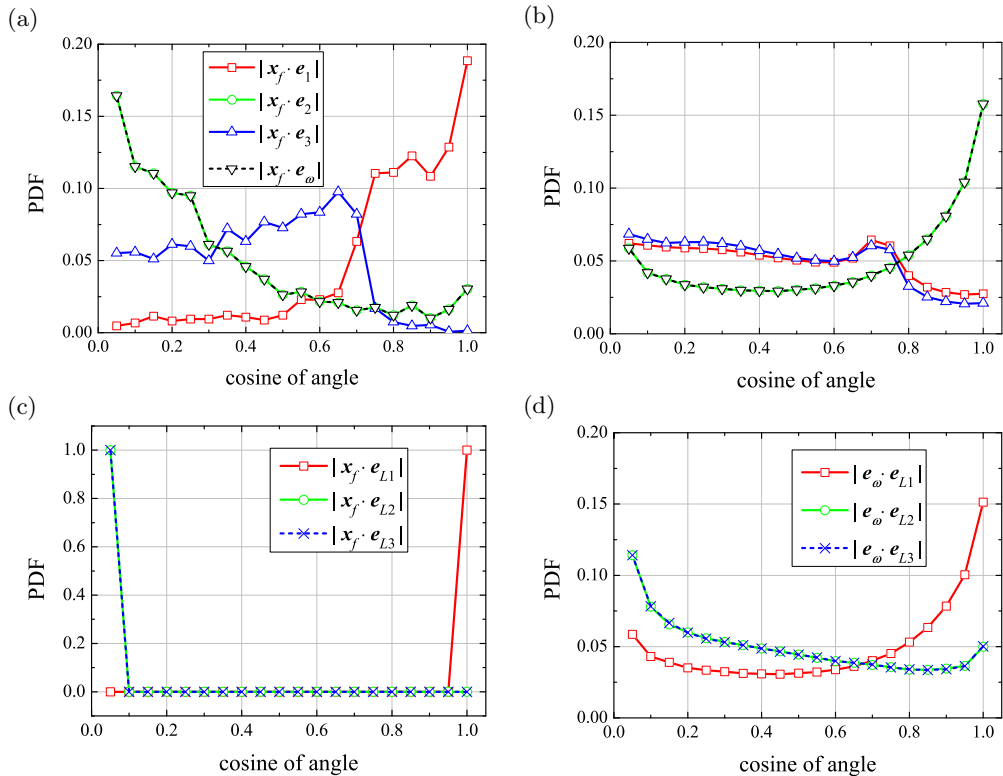 (a)
(b)
0.20
0.15
0.10
0.05
0.00
PDF
| x_f · e_1 |
| x_f · e_2 |
| x_f · e_3 |
| x_f · e_ω |
0.0 0.2 0.4 0.6 0.8 1.0
cosine of angle
0.20
0.15
0.10
0.05
0.00
PDF
0.0 0.2 0.4 0.6 0.8 1.0
cosine of angle
(c)
(d)
1.0
0.8
0.6
0.4
0.2
0.0
PDF
| x_f · e_L1 |
| x_f · e_L2 |
| x_f · e_L3 |
0.0 0.2 0.4 0.6 0.8 1.0
cosine of angle
0.20
0.15
0.10
0.05
0.00
PDF
| e_ω · e_L1 |
| e_ω · e_L2 |
| e_ω · e_L3 |
0.0 0.2 0.4 0.6 0.8 1.0
cosine of angle